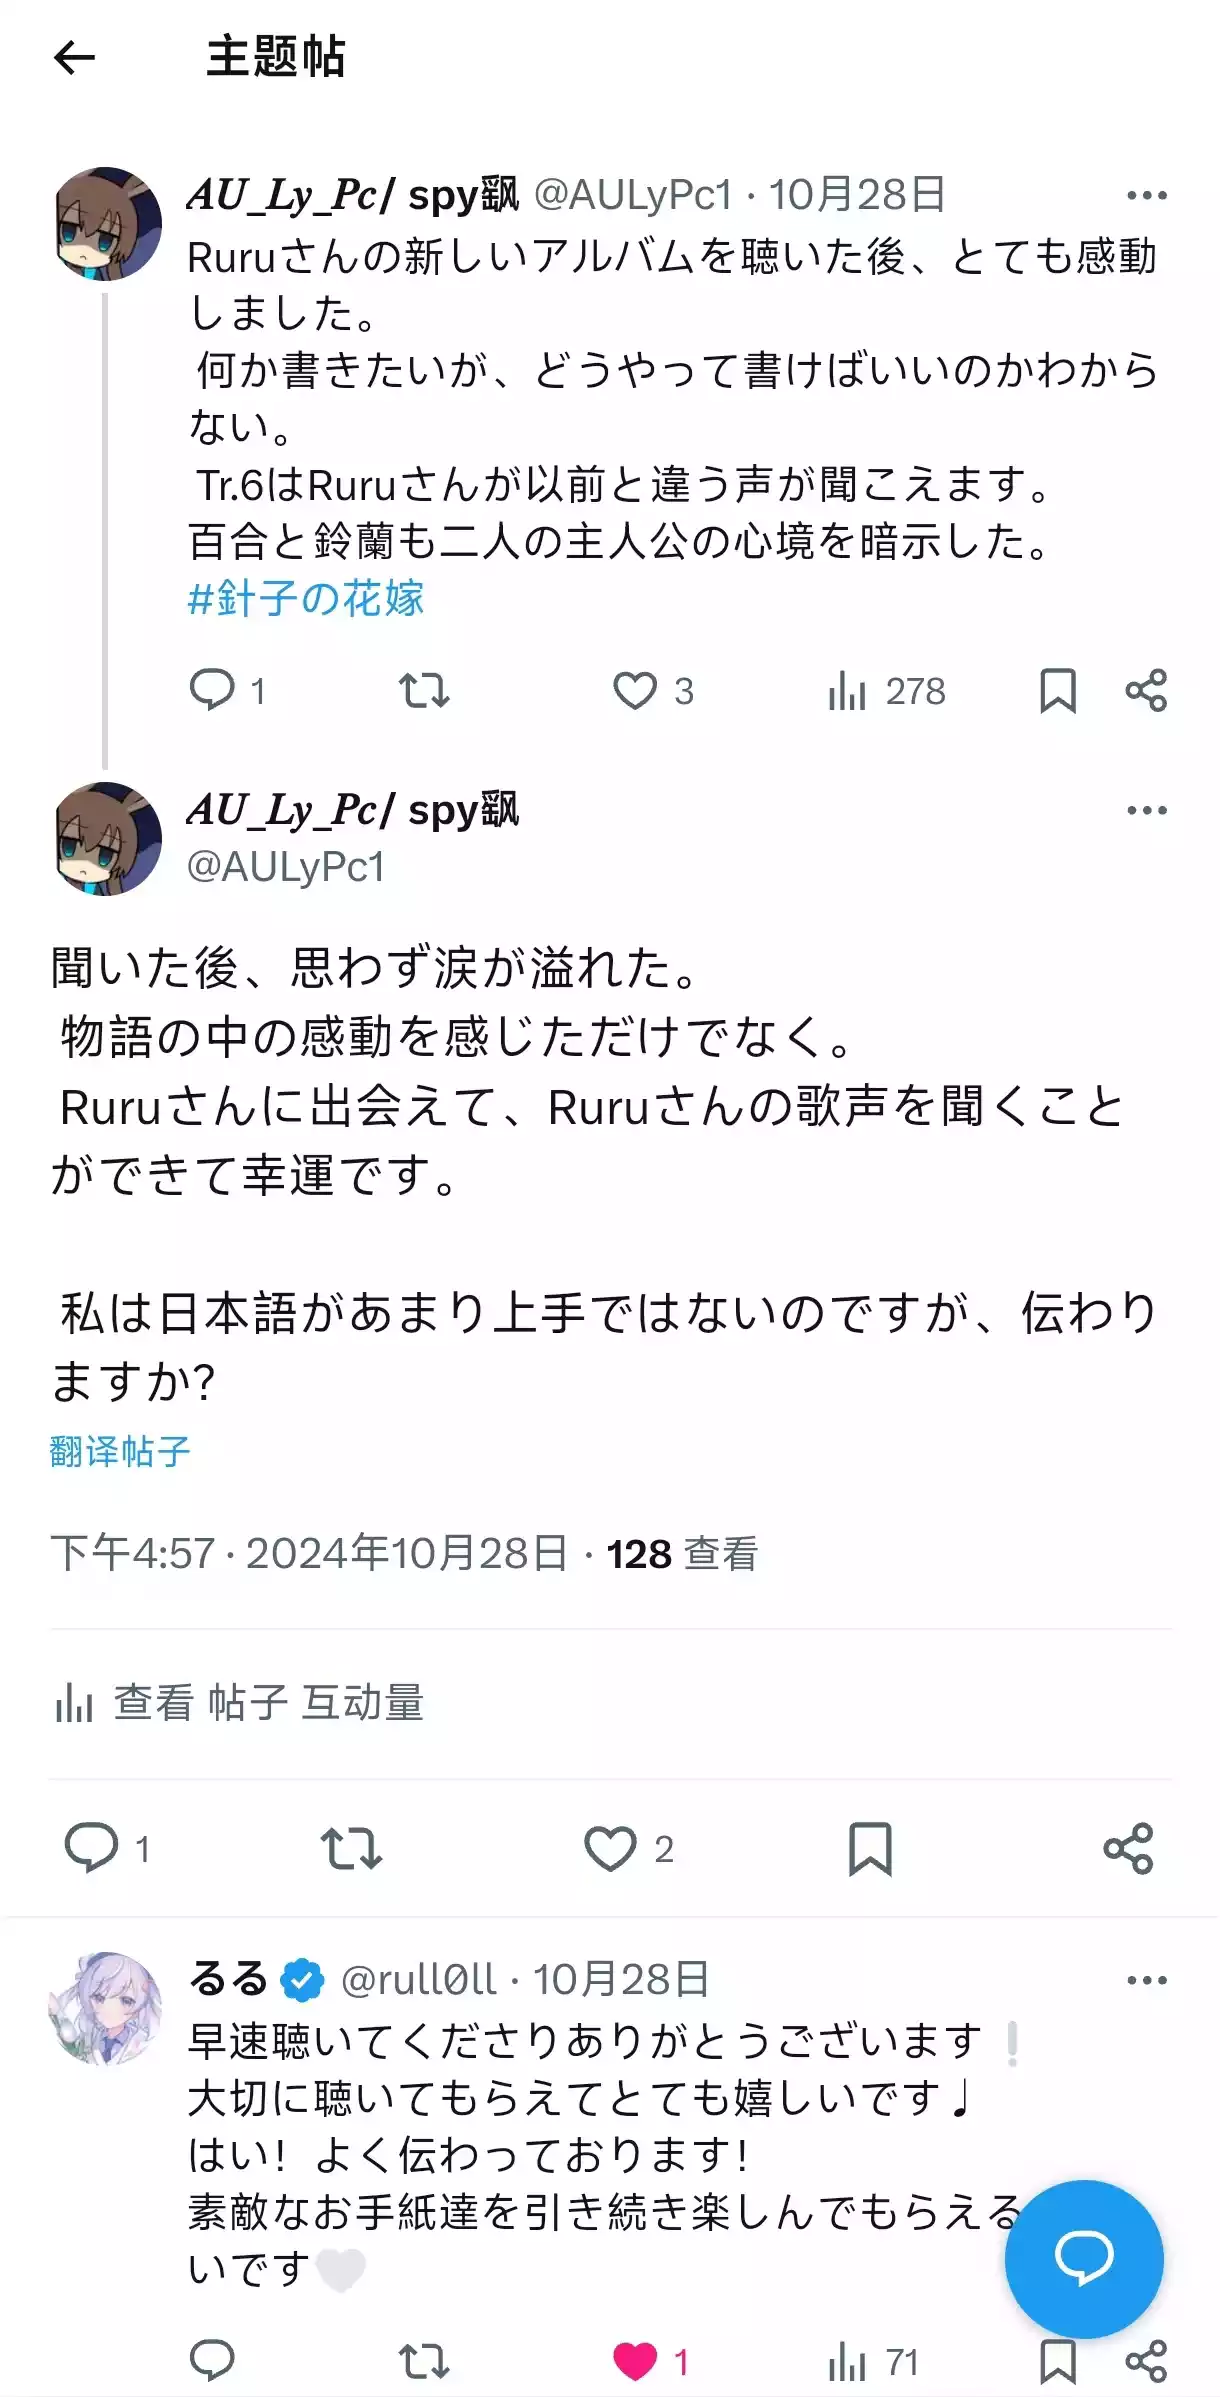 主题帖
AU_Ly_Pc/ spy飒 @AULyPc1 · 10月28日
Ruruさんの新しいアルバムを聴いた後、とても感動
しました。
何か書きたいが、どうやって書けばいいのかわから
ない。
Tr.6はRuruさんが以前と違う声が聞こえます。
百合と鈴蘭も二人の主人公の心境を暗示した。
#針子の花嫁
1
3
278
AU_Ly_Pc/ spy飒
@AULyPc1
聞いた後、思わず涙が溢れた。
物語の中の感動を感じただけでなく。
Ruruさんに出会えて、Ruruさんの歌声を聞くこと
ができて幸運です。
私は日本語があまり上手ではないのですが、伝わり
ますか?
翻译帖子
下午4:57 · 2024年10月28日 · 128 查看
查看 帖子 互动量
1
2
るる @rull0ll · 10月28日
早速聴いてくださりありがとうございます❕
大切に聴いてもらえてとても嬉しいです♩
はい！よく伝わっております！
素敵なお手紙達を引き続き楽しんでもらえる
いです🤍
1
71